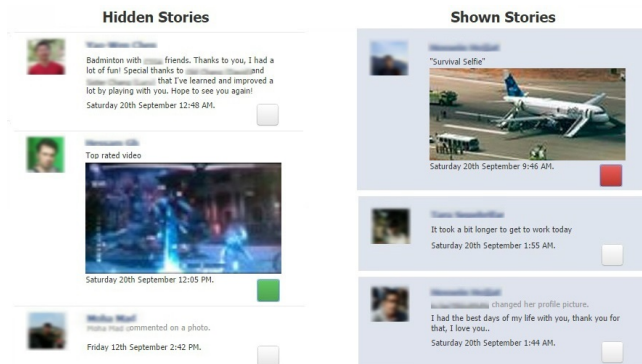 Hidden Stories
Badminton with friends. Thanks to you, I had a
lot of fun! Special thanks to and
that I've learned and improved a
lot by playing with you. Hope to see you again!
Saturday 20th September 12:48 AM.
Top rated video
Saturday 20th September 12:05 PM.
commented on a photo.
Friday 12th September 2:42 PM.
Shown Stories
"Survival Selfie"
Saturday 20th September 9:46 AM.
It took a bit longer to get to work today
Saturday 20th September 1:55 AM.
changed her profile picture.
I had the best days of my life with you, thank you for
that, I love you..
Saturday 20th September 1:44 AM.